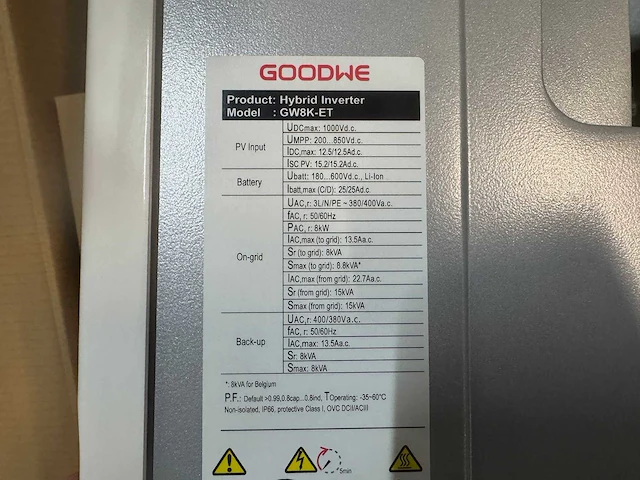 GOODWE
Product: Hybrid Inverter
Model : GW8K-ET
PV Input
UDCmax: 1000Vd.c.
UMPP: 200...850Vd.c.
IDC,max: 12.5/12.5Ad.c.
ISC PV: 15.2/15.2Ad.c.
Battery
Ubatt: 180...600Vd.c., Li-Ion
Ibatt,max (C/D): 25/25Ad.c.
On-grid
UAC,r: 3L/N/PE ~ 380/400Va.c.
fAC, r: 50/60Hz
PAC, r: 8kW
IAC,max (to grid): 13.5Aa.c.
Sr (to grid): 8kVA
Smax (to grid): 8.8kVA*
IAC,max (from grid): 22.7Aa.c.
Sr (from grid): 15kVA
Smax (from grid): 15kVA
Back-up
UAC,r: 400/380Va.c.
fAC, r: 50/60Hz
IAC,max: 13.5Aa.c.
Sr: 8kVA
Smax: 8kVA
*: 8kVA for Belgium
P.F.: Default >0.99,0.8cap...0.8ind, TOperating: -35~60°C
Non-isolated, IP66, protective Class I, OVC DCII/ACIII
5min